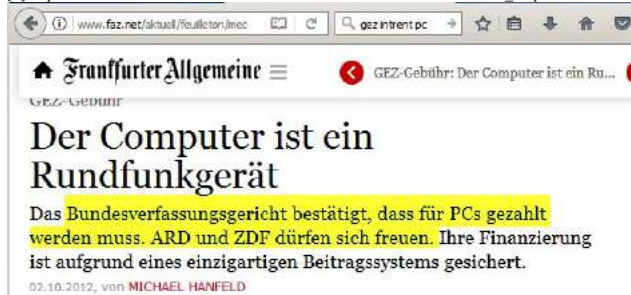 www.faz.net/aktuell/feuilleton/med
gez intrent pc
Frankfurter Allgemeine
GEZ-Gebühr: Der Computer ist ein Ru...
GEZ-Gebühr
Der Computer ist ein
Rundfunkgerät
Das Bundesverfassungsgericht bestätigt, dass für PCs gezahlt
werden muss. ARD und ZDF dürfen sich freuen. Ihre Finanzierung
ist aufgrund eines einzigartigen Beitragssystems gesichert.
02.10.2012, von MICHAEL HANFELD